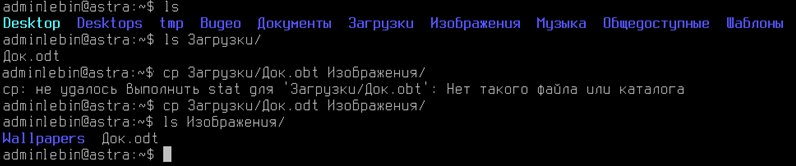 adminlebin@astra:~$ ls
Desktop Desktops tmp Видео Документы Загрузки Изображения Музыка Общедоступные Шаблоны
adminlebin@astra:~$ ls Загрузки/
Док.odt
adminlebin@astra:~$ cp Загрузки/Док.obt Изображения/
cp: не удалось выполнить stat для 'Загрузки/Док.obt': Нет такого файла или каталога
adminlebin@astra:~$ cp Загрузки/Док.odt Изображения/
adminlebin@astra:~$ ls Изображения/
Wallpapers Док.odt
adminlebin@astra:~$